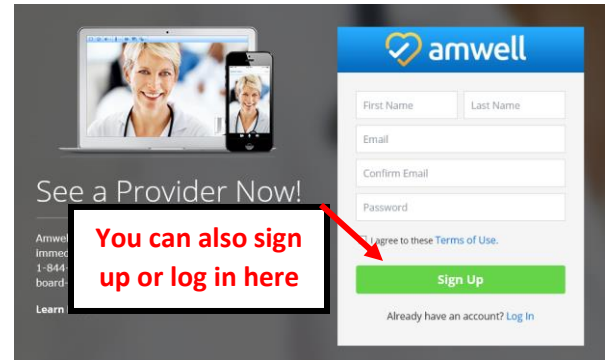 amwell
First Name Last Name
Email
Confirm Email
Password
I agree to these Terms of Use.
Sign Up
Already have an account? Log In
See a Provider Now!
You can also sign
up or log in here
1-844-
board-
Learn